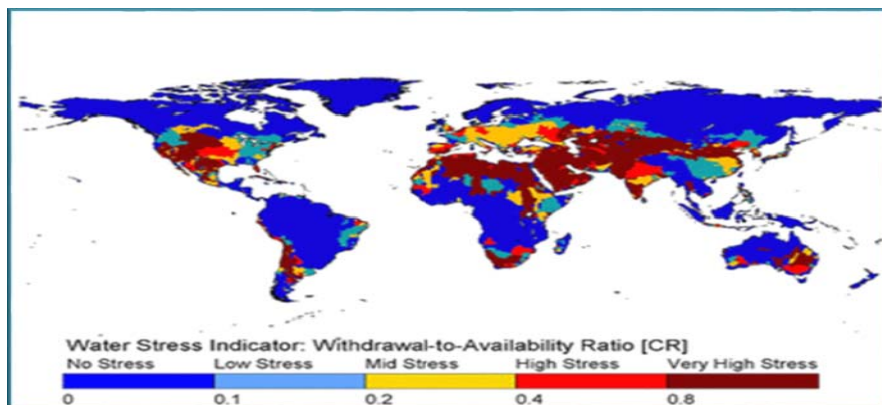 Water Stress Indicator: Withdrawal-to-Availability Ratio [CR]
No Stress Low Stress Mid Stress High Stress Very High Stress
0 0.1 0.2 0.4 0.8